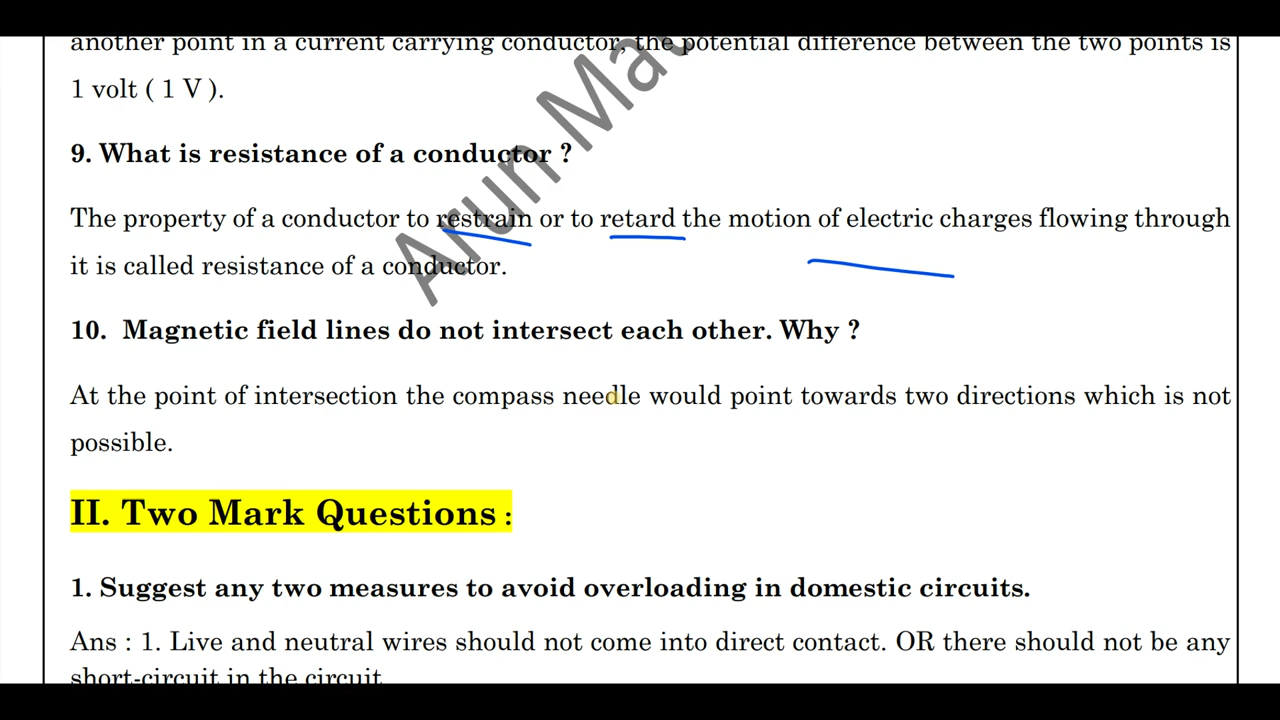 another point in a current carrying conductor, the potential difference between the two points is
1 volt ( 1 V ).
9. What is resistance of a conductor ?
The property of a conductor to restrain or to retard the motion of electric charges flowing through
it is called resistance of a conductor.
10. Magnetic field lines do not intersect each other. Why ?
At the point of intersection the compass needle would point towards two directions which is not
possible.
II. Two Mark Questions :
1. Suggest any two measures to avoid overloading in domestic circuits.
Ans : 1. Live and neutral wires should not come into direct contact. OR there should not be any
short-circuit in the circuit
Arun